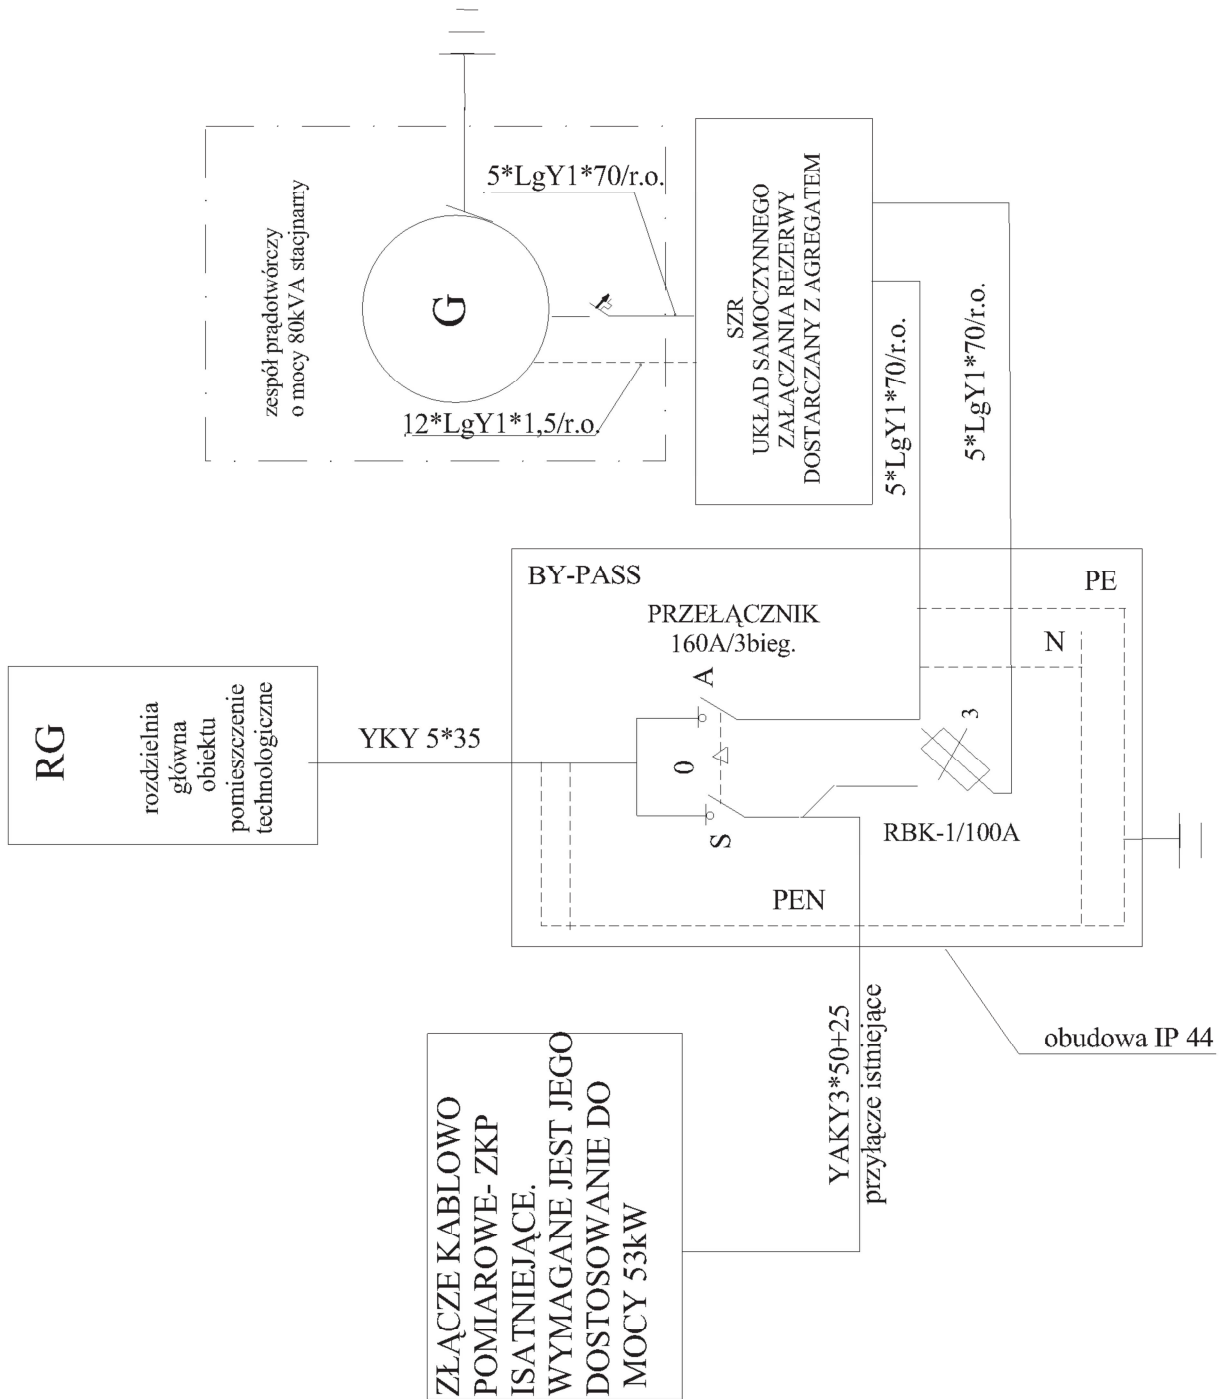 zespół prądotwórczy
o mocy 80kVA stacjnarny
G
5*LgY1*70/r.o.
12*LgY1*1,5/r.o.
SZR
UKŁAD SAMOCZYNNEGO
ZAŁĄCZANIA REZERWY
DOSTARCZANY Z AGREGATEM
5*LgY1*70/r.o.
5*LgY1*70/r.o.
RG
rozdzielnia
główna
obiektu
pomieszczenie
technologiczne
YKY 5*35
BY-PASS
PRZEŁĄCZNIK
160A/3bieg.
PE
N
A
0
S
3
RBK-1/100A
PEN
ZŁĄCZE KABLOWO
POMIAROWE- ZKP
ISATNIEJĄCE.
WYMAGANE JEST JEGO
DOSTOSOWANIE DO
MOCY 53kW
YAKY3*50+25
przyłącze istniejące
obudowa IP 44